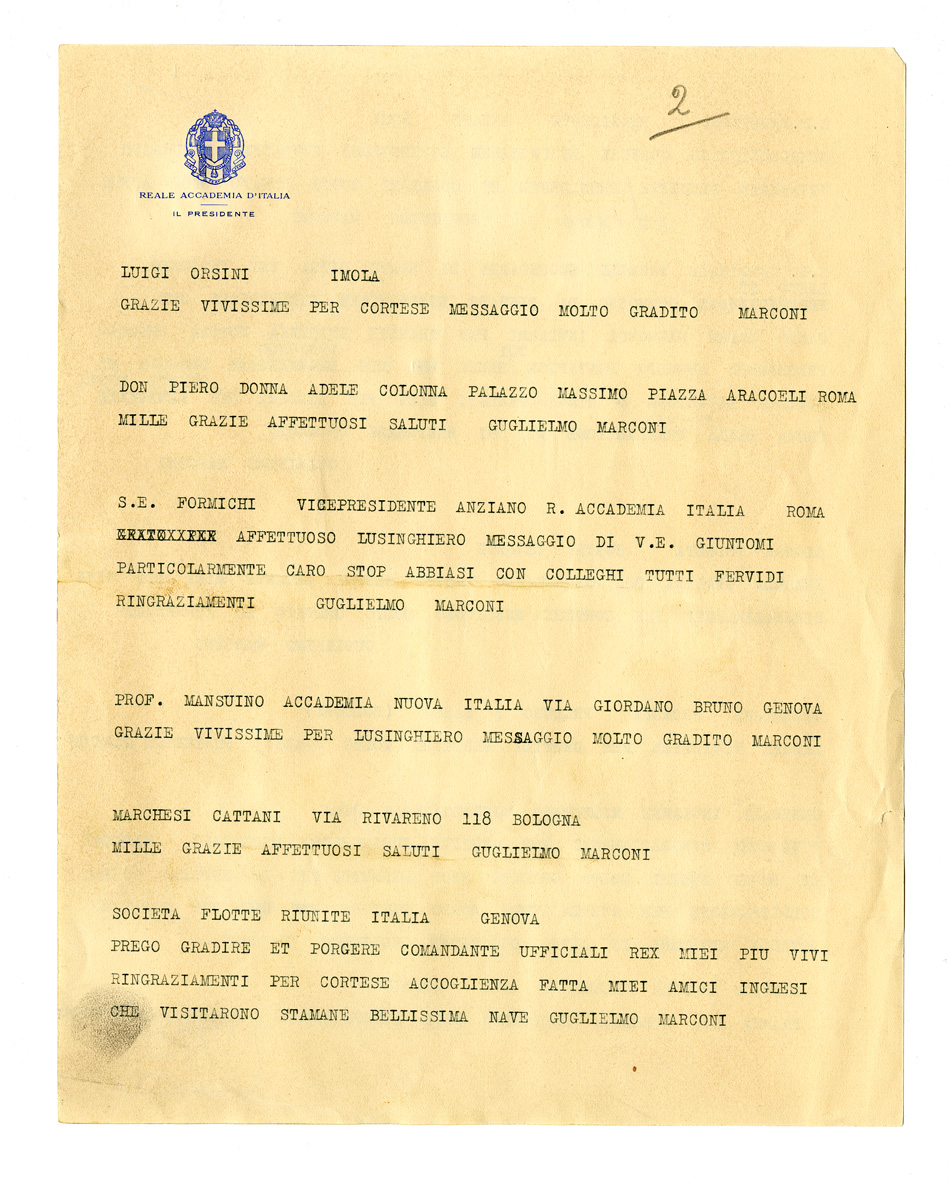 2
REALE ACCADEMIA D'ITALIA
IL PRESIDENTE
LUIGI ORSINI IMOLA
GRAZIE VIVISSIME PER CORTESE MESSAGGIO MOLTO GRADITO MARCONI
DON PIERO DONNA ADELE COLONNA PALAZZO MASSIMO PIAZZA ARACOELI ROMA
MILLE GRAZIE AFFETTUOSI SALUTI GUGLIELMO MARCONI
S.E. FORMICHI VICEPRESIDENTE ANZIANO R. ACCADEMIA ITALIA ROMA
AFFETTUOSO LUSINGHIERO MESSAGGIO DI V.E. GIUNTOMI
PARTICOLARMENTE CARO STOP ABBIASI CON COLLEGHI TUTTI FERVIDI
RINGRAZIAMENTI GUGLIELMO MARCONI
PROF. MANSUINO ACCADEMIA NUOVA ITALIA VIA GIORDANO BRUNO GENOVA
GRAZIE VIVISSIME PER LUSINGHIERO MESSAGGIO MOLTO GRADITO MARCONI
MARCHESI CATTANI VIA RIVARENO 118 BOLOGNA
MILLE GRAZIE AFFETTUOSI SALUTI GUGLIELMO MARCONI
SOCIETA FLOTTE RIUNITE ITALIA GENOVA
PREGO GRADIRE ET PORGERE COMANDANTE UFFICIALI REX MIEI PIU VIVI
RINGRAZIAMENTI PER CORTESE ACCOGLIENZA FATTA MIEI AMICI INGLESI
CHE VISITARONO STAMANE BELLISSIMA NAVE GUGLIELMO MARCONI